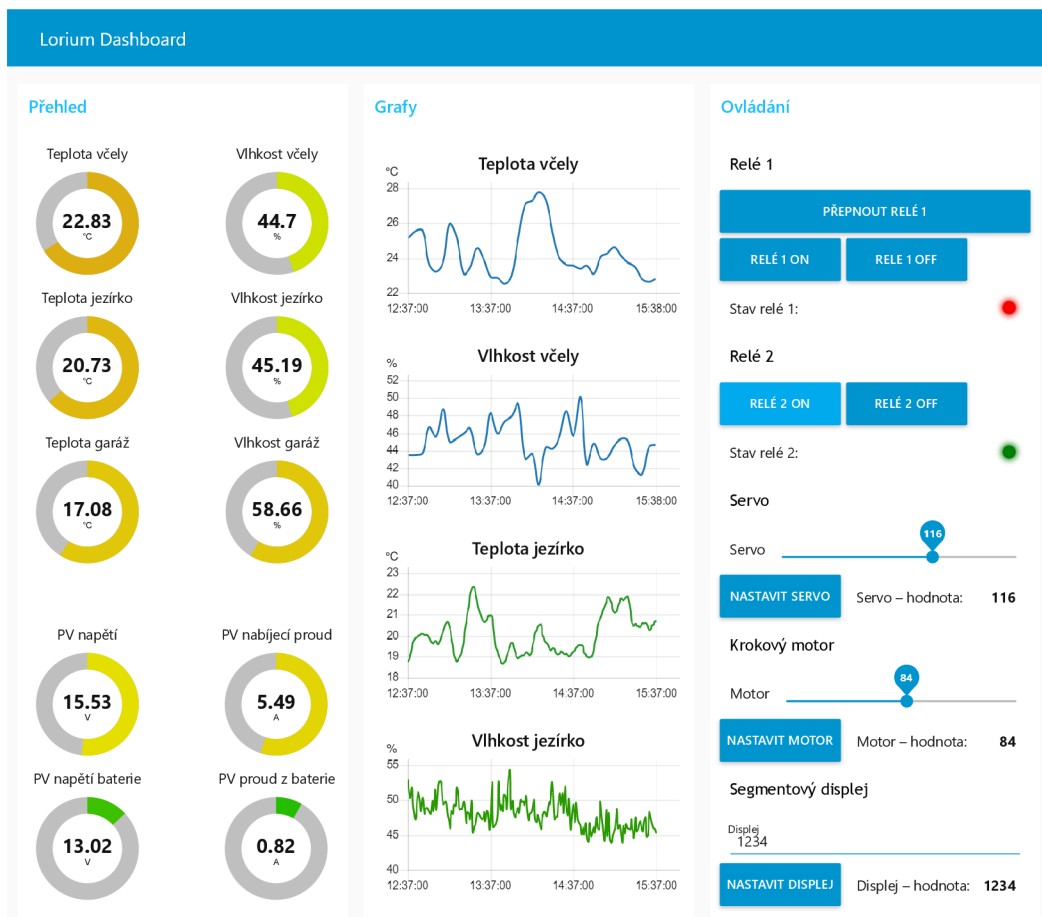 Lorium Dashboard
Přehled
Teplota včely
Vlhkost včely
22.83
°C
44.7
%
Teplota jezírko
Vlhkost jezírko
20.73
°C
45.19
%
Teplota garáž
Vlhkost garáž
17.08
°C
58.66
%
PV napětí
PV nabíjecí proud
15.53
V
5.49
A
PV napětí baterie
PV proud z baterie
13.02
V
0.82
A
Grafy
Teplota včely
°C
28
26
24
22
12:37:00 13:37:00 14:37:00 15:38:00
Vlhkost včely
%
52
50
48
46
44
42
40
12:37:00 13:37:00 14:37:00 15:38:00
Teplota jezírko
°C
23
22
21
20
19
18
12:37:00 13:37:00 14:37:00 15:37:00
Vlhkost jezírko
%
55
50
45
40
12:37:00 13:37:00 14:37:00 15:37:00
Ovládání
Relé 1
PŘEPNOUT RELÉ 1
RELÉ 1 ON
RELE 1 OFF
Stav relé 1:
Relé 2
RELÉ 2 ON
RELÉ 2 OFF
Stav relé 2:
Servo
116
Servo
NASTAVIT SERVO
Servo – hodnota: 116
Krokový motor
84
Motor
NASTAVIT MOTOR
Motor – hodnota: 84
Segmentový displej
Displej
1234
NASTAVIT DISPLEJ
Displej – hodnota: 1234